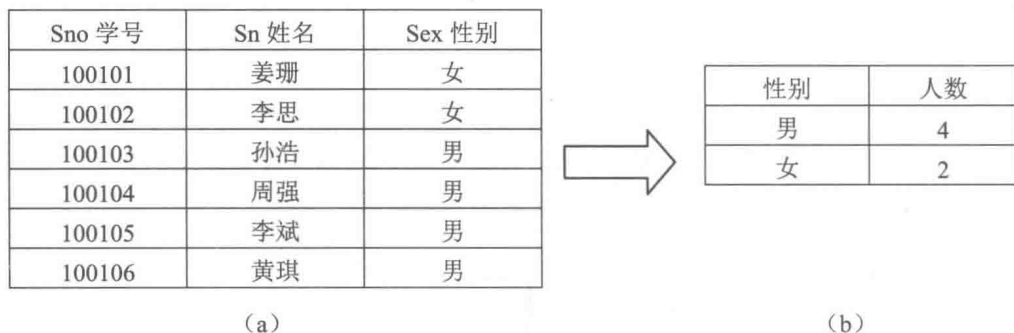 Sno 学号 Sn 姓名 Sex 性别
100101 姜珊 女
100102 李思 女
100103 孙浩 男
100104 周强 男
100105 李斌 男
100106 黄琪 男
(a)
性别 人数
男 4
女 2
(b)